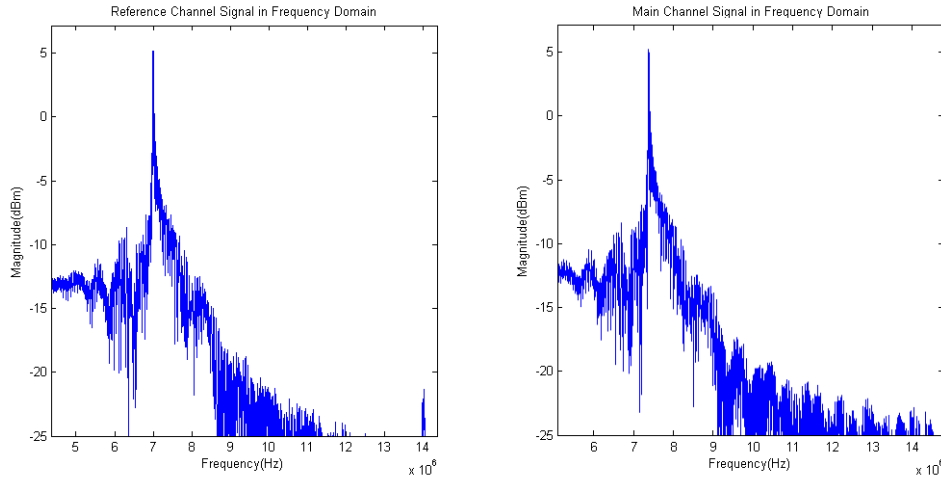 Reference Channel Signal in Frequency Domain
5
0
-5
-10
-15
-20
-25
Magnitude(dBm)
5 6 7 8 9 10 11 12 13 14
Frequency(Hz)
x 10^6
Main Channel Signal in Frequency Domain
5
0
-5
-10
-15
-20
-25
Magnitude(dBm)
6 7 8 9 10 11 12 13 14
Frequency(Hz)
x 10^6